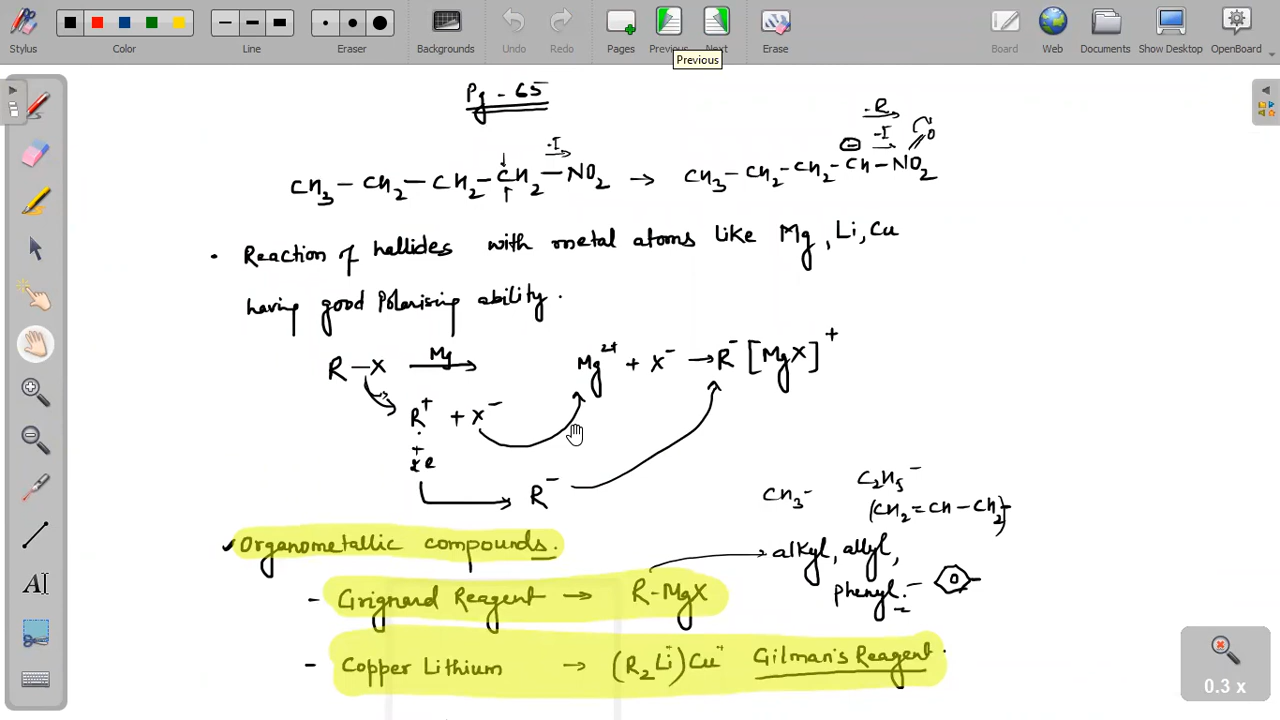 Stylus
Color
Line
Eraser
Backgrounds
Undo
Redo
Pages
Previous
Next
Erase
Board
Web
Documents
Show Desktop
OpenBoard
Previous
Pg - 65
CH3 – CH2 – CH2 – CH2 – NO2 → CH3 – CH2 – CH2 – CH – NO2
-I
-R
-I
O
• Reaction of hallides with metal atoms like Mg, Li, Cu
having good Polarising ability.
R – X Mg → Mg2+ + X- → R- [MgX]+
R+ + X-
+
2e
R-
CH3-
C2H5-
(CH2 = CH – CH2)-
✓ Organometallic compounds.
alkyl, allyl,
- Grignard Reagent → R-MgX
phenyl.
- Copper Lithium → (R2Li)Cu Gilman's Reagent.
0.3 x